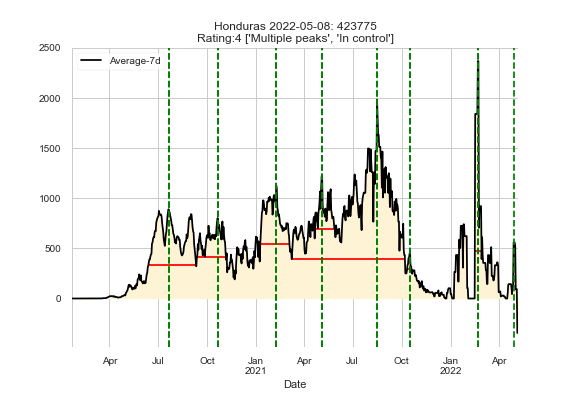 Honduras 2022-05-08: 423775
Rating:4 ['Multiple peaks', 'In control']
2500
Average-7d
2000
1500
1000
500
0
Apr Jul Oct Jan Apr Jul Oct Jan Apr
2021 2022
Date